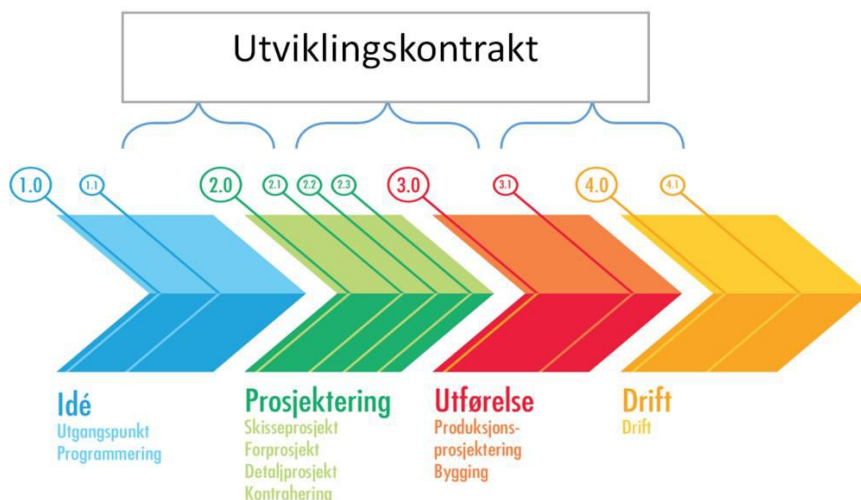 Utviklingskontrakt
1.0
1.1
2.0
2.1
2.2
2.3
3.0
3.1
4.0
4.1
Idé
Utgangspunkt
Programmering
Prosjektering
Skisseprosjekt
Forprosjekt
Detaljprosjekt
Kontrahering
Utførelse
Produksjons-
prosjektering
Bygging
Drift
Drift